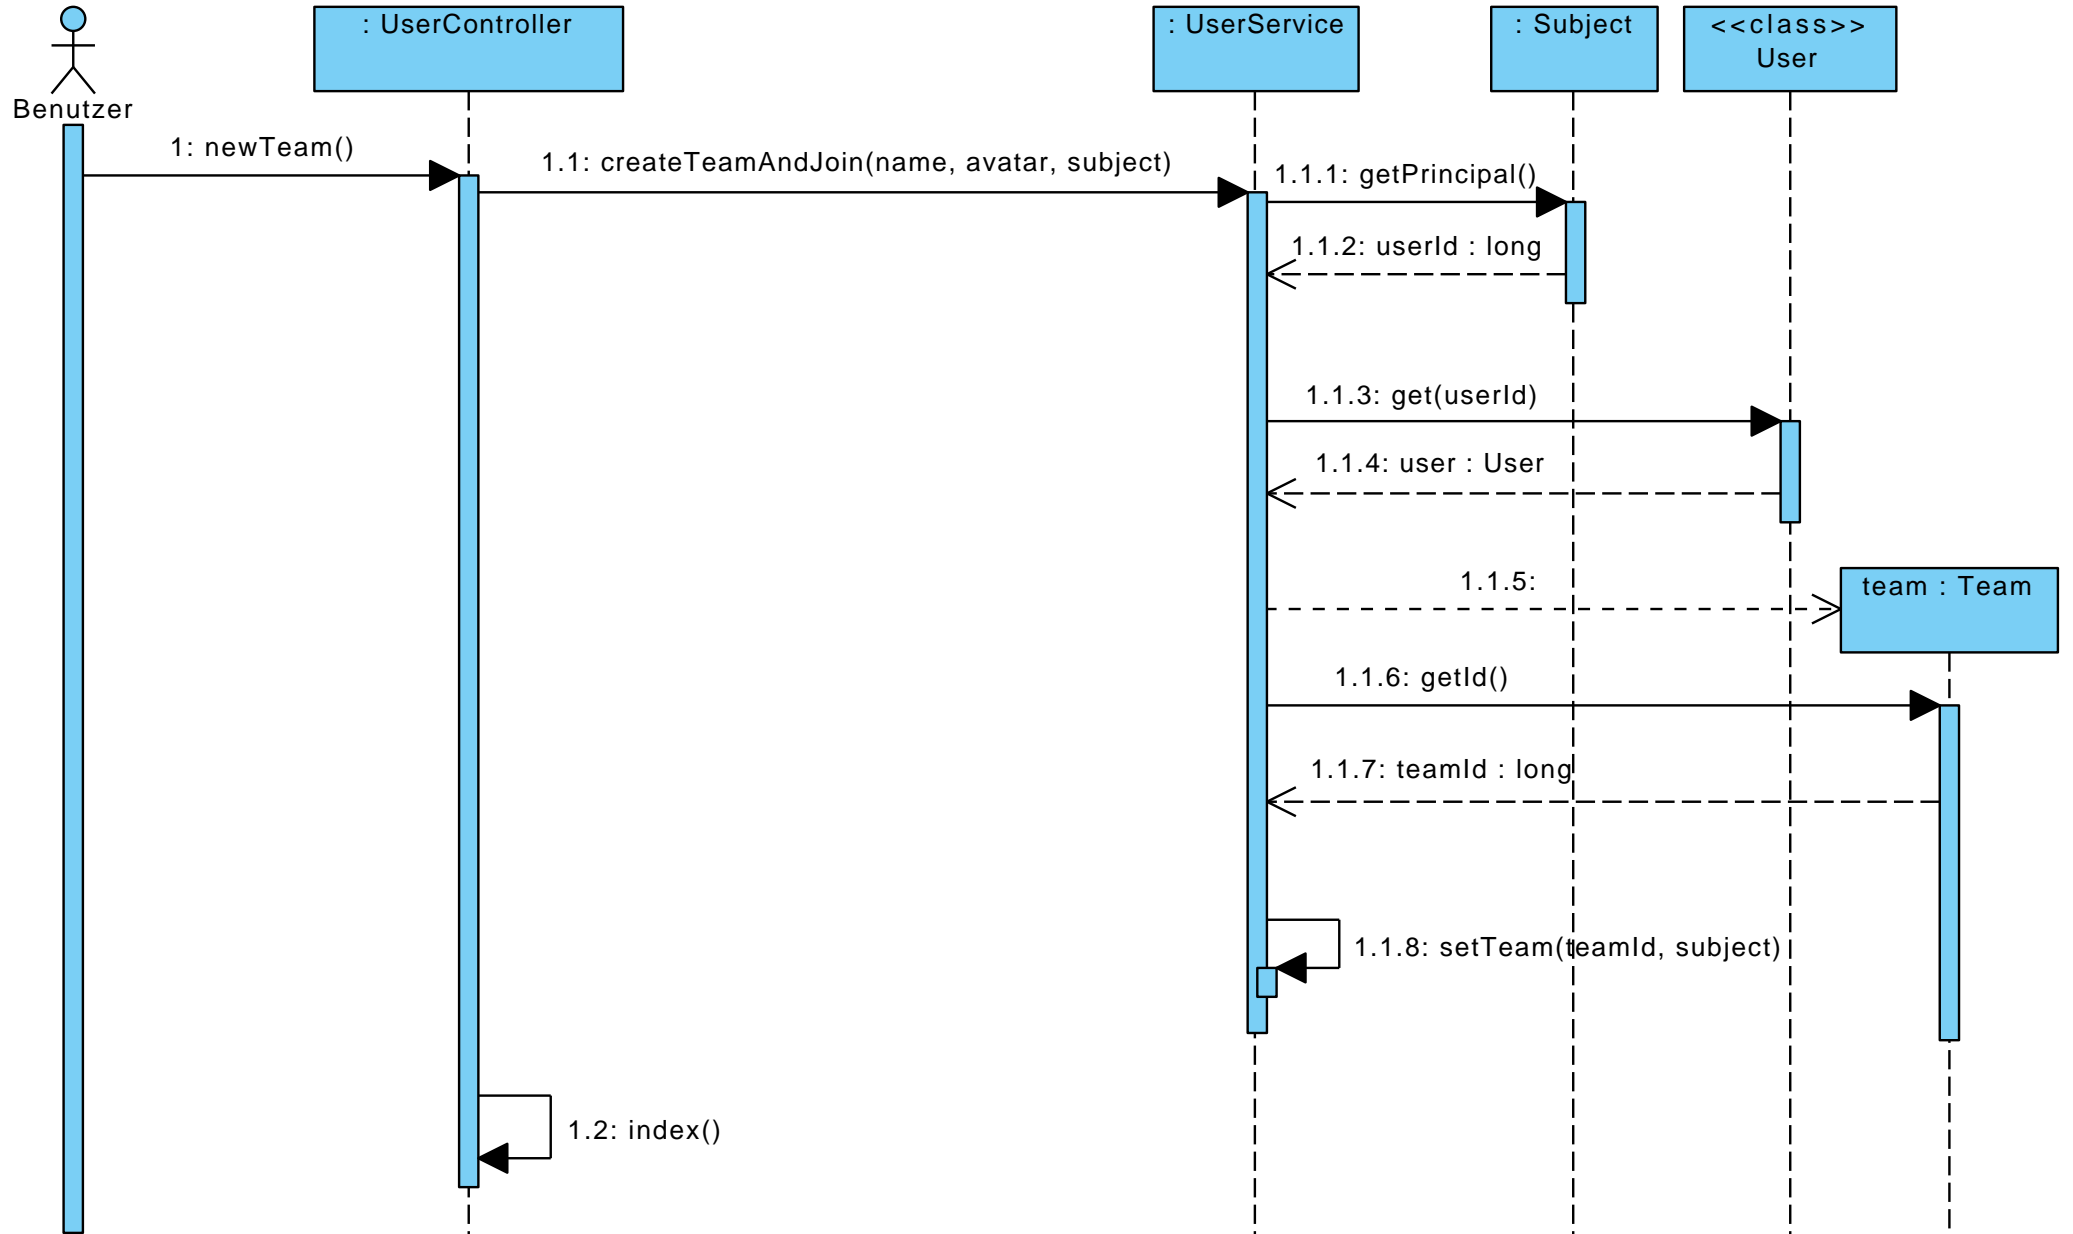 Benutzer
: UserController
: UserService
: Subject
<<class>>
User
1: newTeam()
1.1: createTeamAndJoin(name, avatar, subject)
1.1.1: getPrincipal()
1.1.2: userId : long
1.1.3: get(userId)
1.1.4: user : User
1.1.5:
team : Team
1.1.6: getId()
1.1.7: teamId : long
1.1.8: setTeam(teamId, subject)
1.2: index()